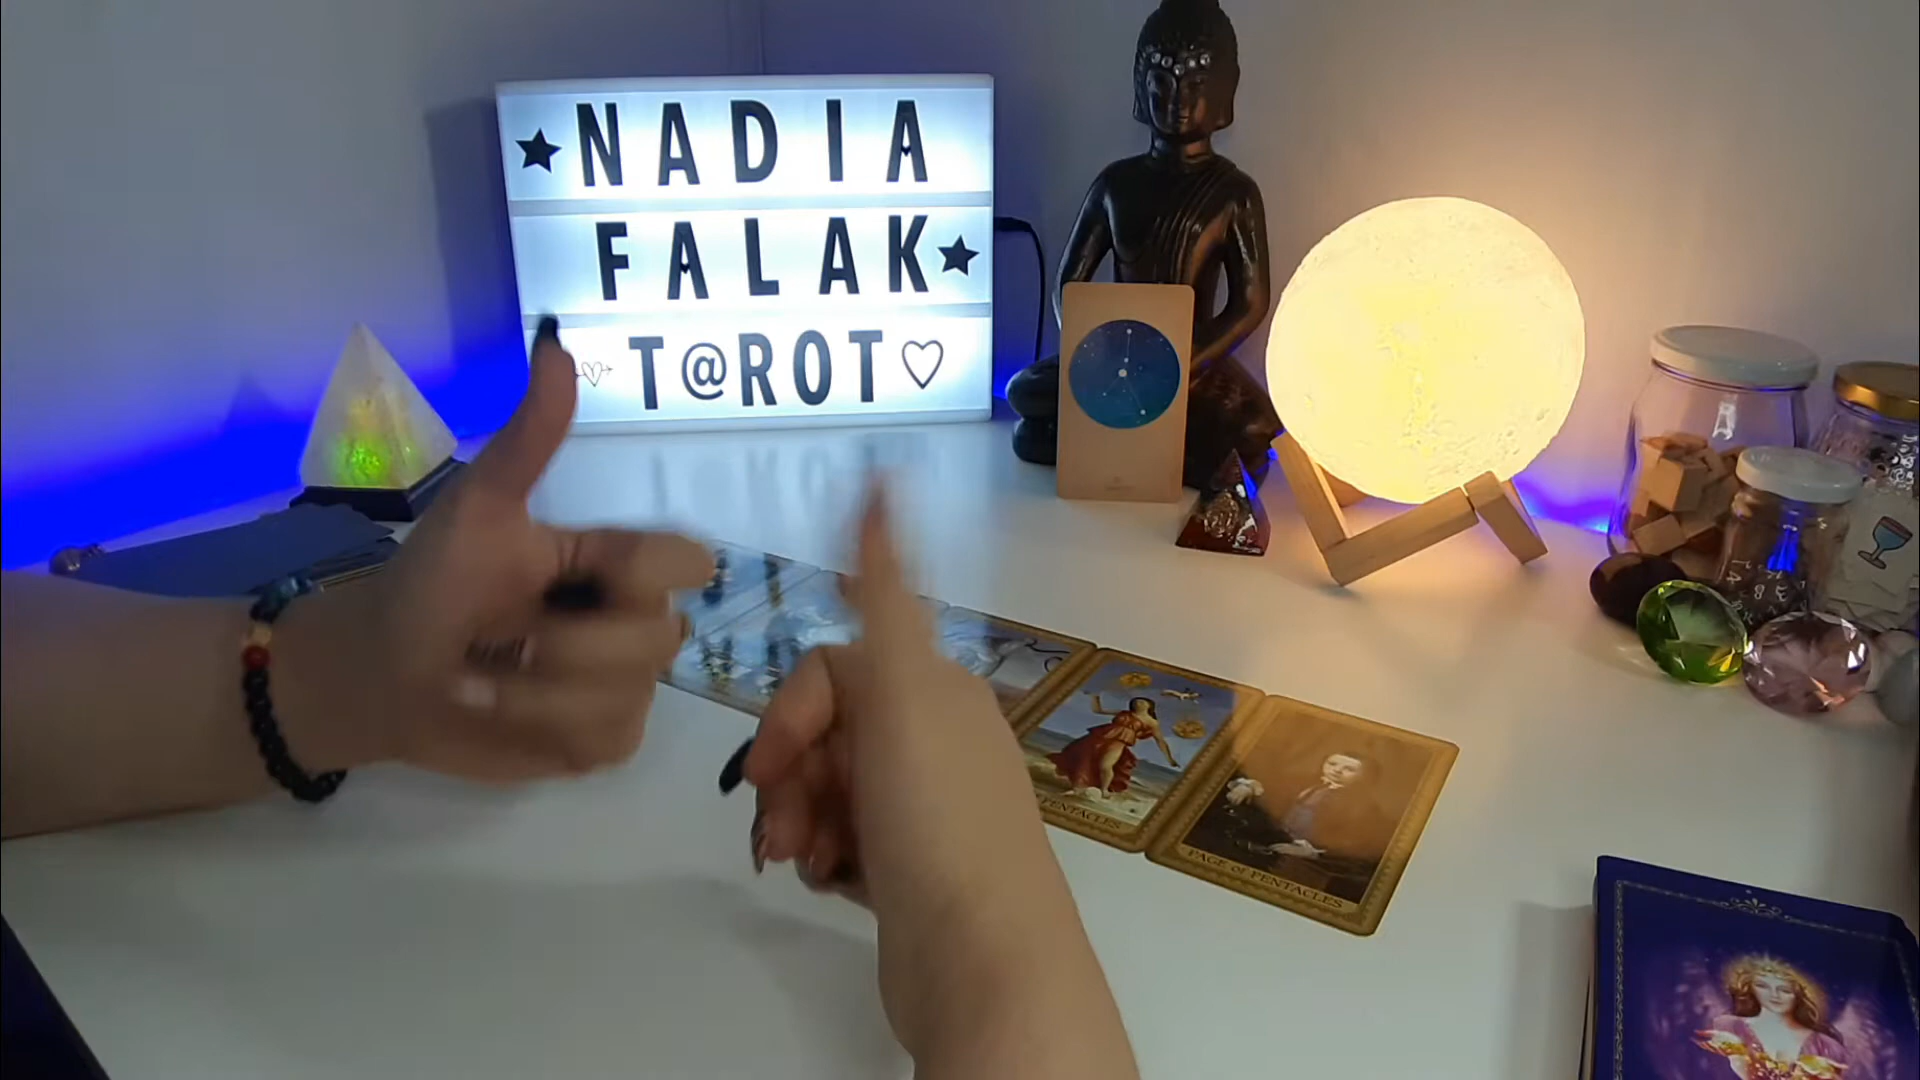 ★ NADIA
FALAK ★
T@ROT ♡
PENTACLES
PAGE OF PENTACLES